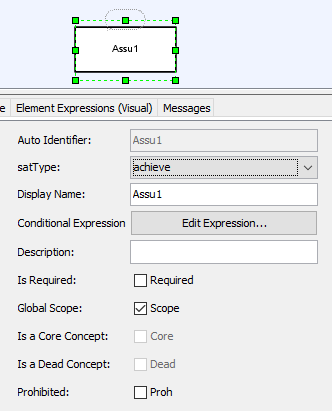 Assu1
e Element Expressions (Visual) Messages
Auto Identifier: Assu1
satType: achieve
Display Name: Assu1
Conditional Expression Edit Expression...
Description:
Is Required: Required
Global Scope: Scope
Is a Core Concept: Core
Is a Dead Concept: Dead
Prohibited: Proh